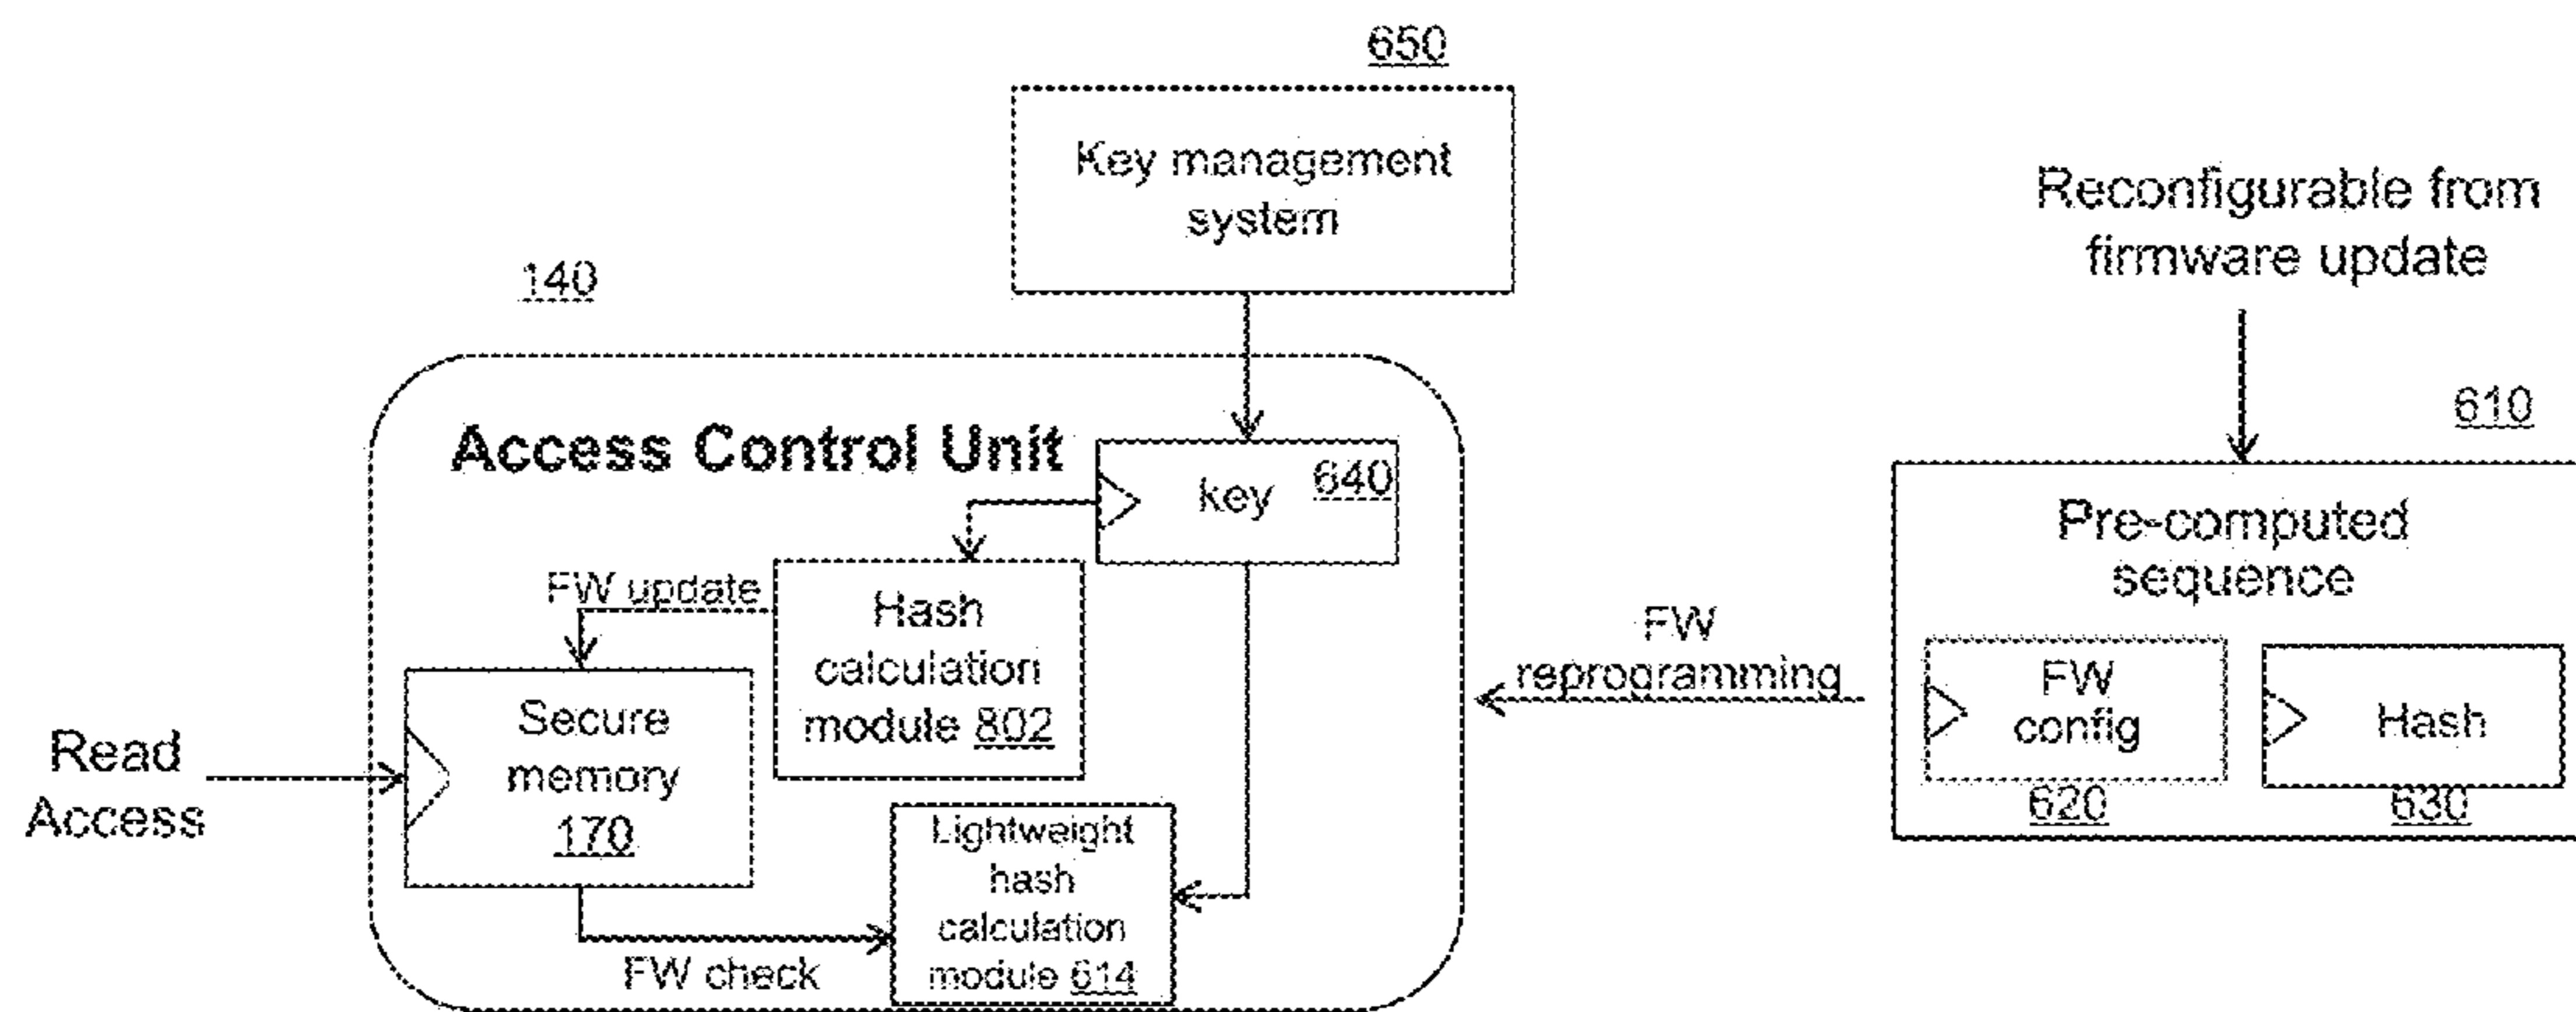 650
Key management
system
Reconfigurable from
firmware update
140
610
Access Control Unit
key 640
Pre-computed
sequence
FW update
Hash
calculation
module 802
FW
reprogramming
FW
config
620
Hash
630
Read
Access
Secure
memory
170
Lightweight
hash
calculation
module 614
FW check